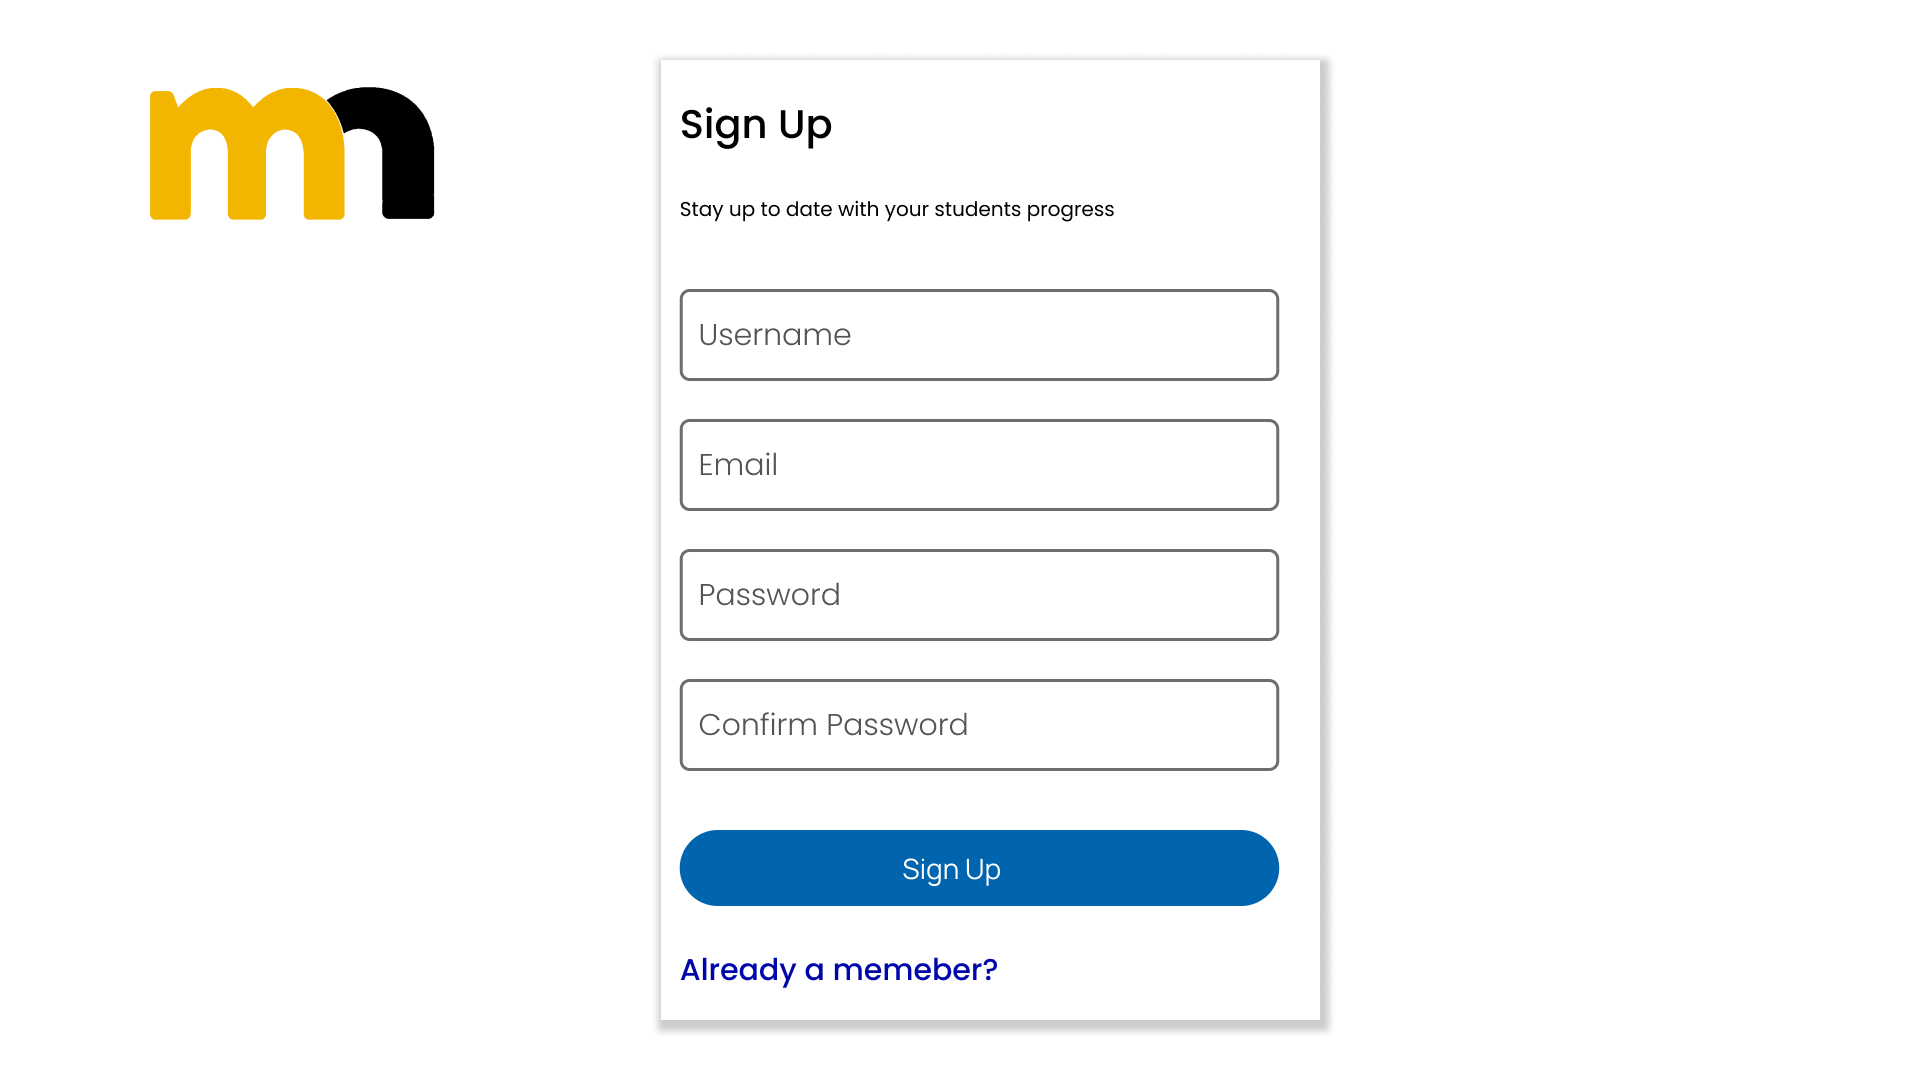 mn
Sign Up
Stay up to date with your students progress
Username
Email
Password
Confirm Password
Sign Up
Already a memeber?